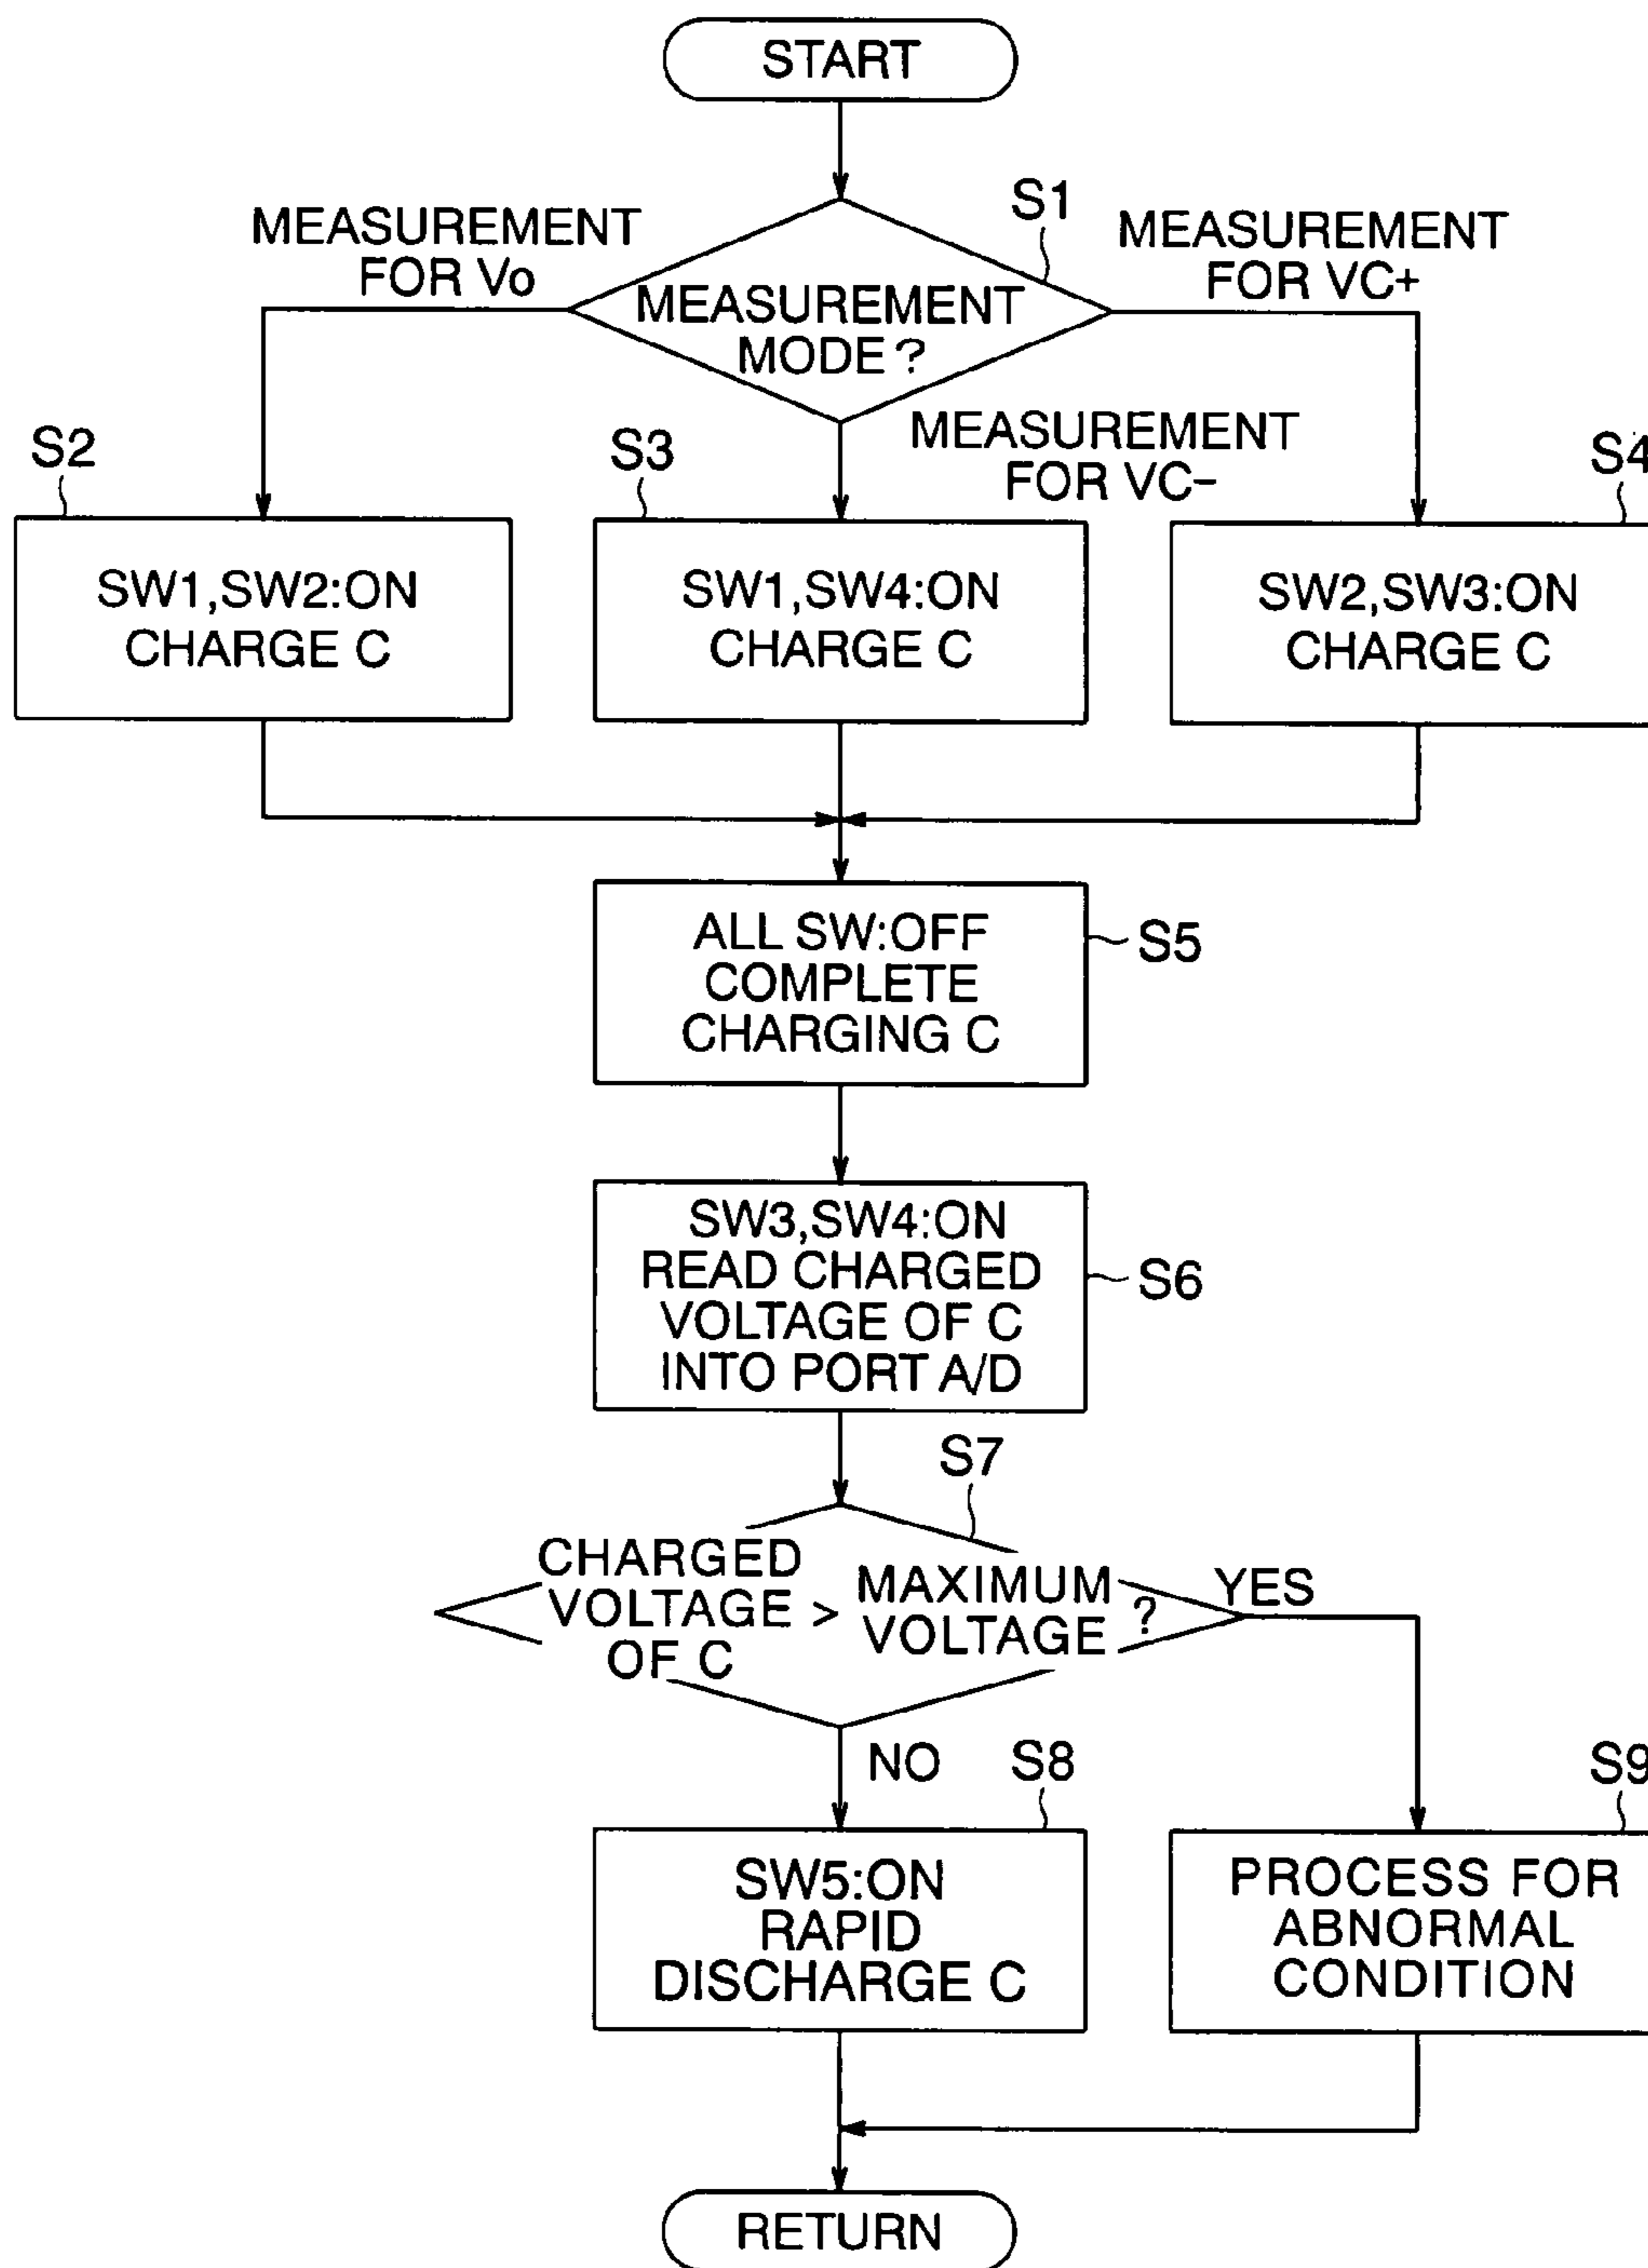 START
S1
MEASUREMENT
FOR Vo
MEASUREMENT
FOR VC+
MEASUREMENT
MODE?
MEASUREMENT
FOR VC-
S2
SW1,SW2:ON
CHARGE C
S3
SW1,SW4:ON
CHARGE C
S4
SW2,SW3:ON
CHARGE C
ALL SW:OFF
COMPLETE
CHARGING C
S5
SW3,SW4:ON
READ CHARGED
VOLTAGE OF C
INTO PORT A/D
S6
S7
CHARGED
VOLTAGE
OF C
>
MAXIMUM
VOLTAGE
?
YES
NO
S8
SW5:ON
RAPID
DISCHARGE C
S9
PROCESS FOR
ABNORMAL
CONDITION
RETURN